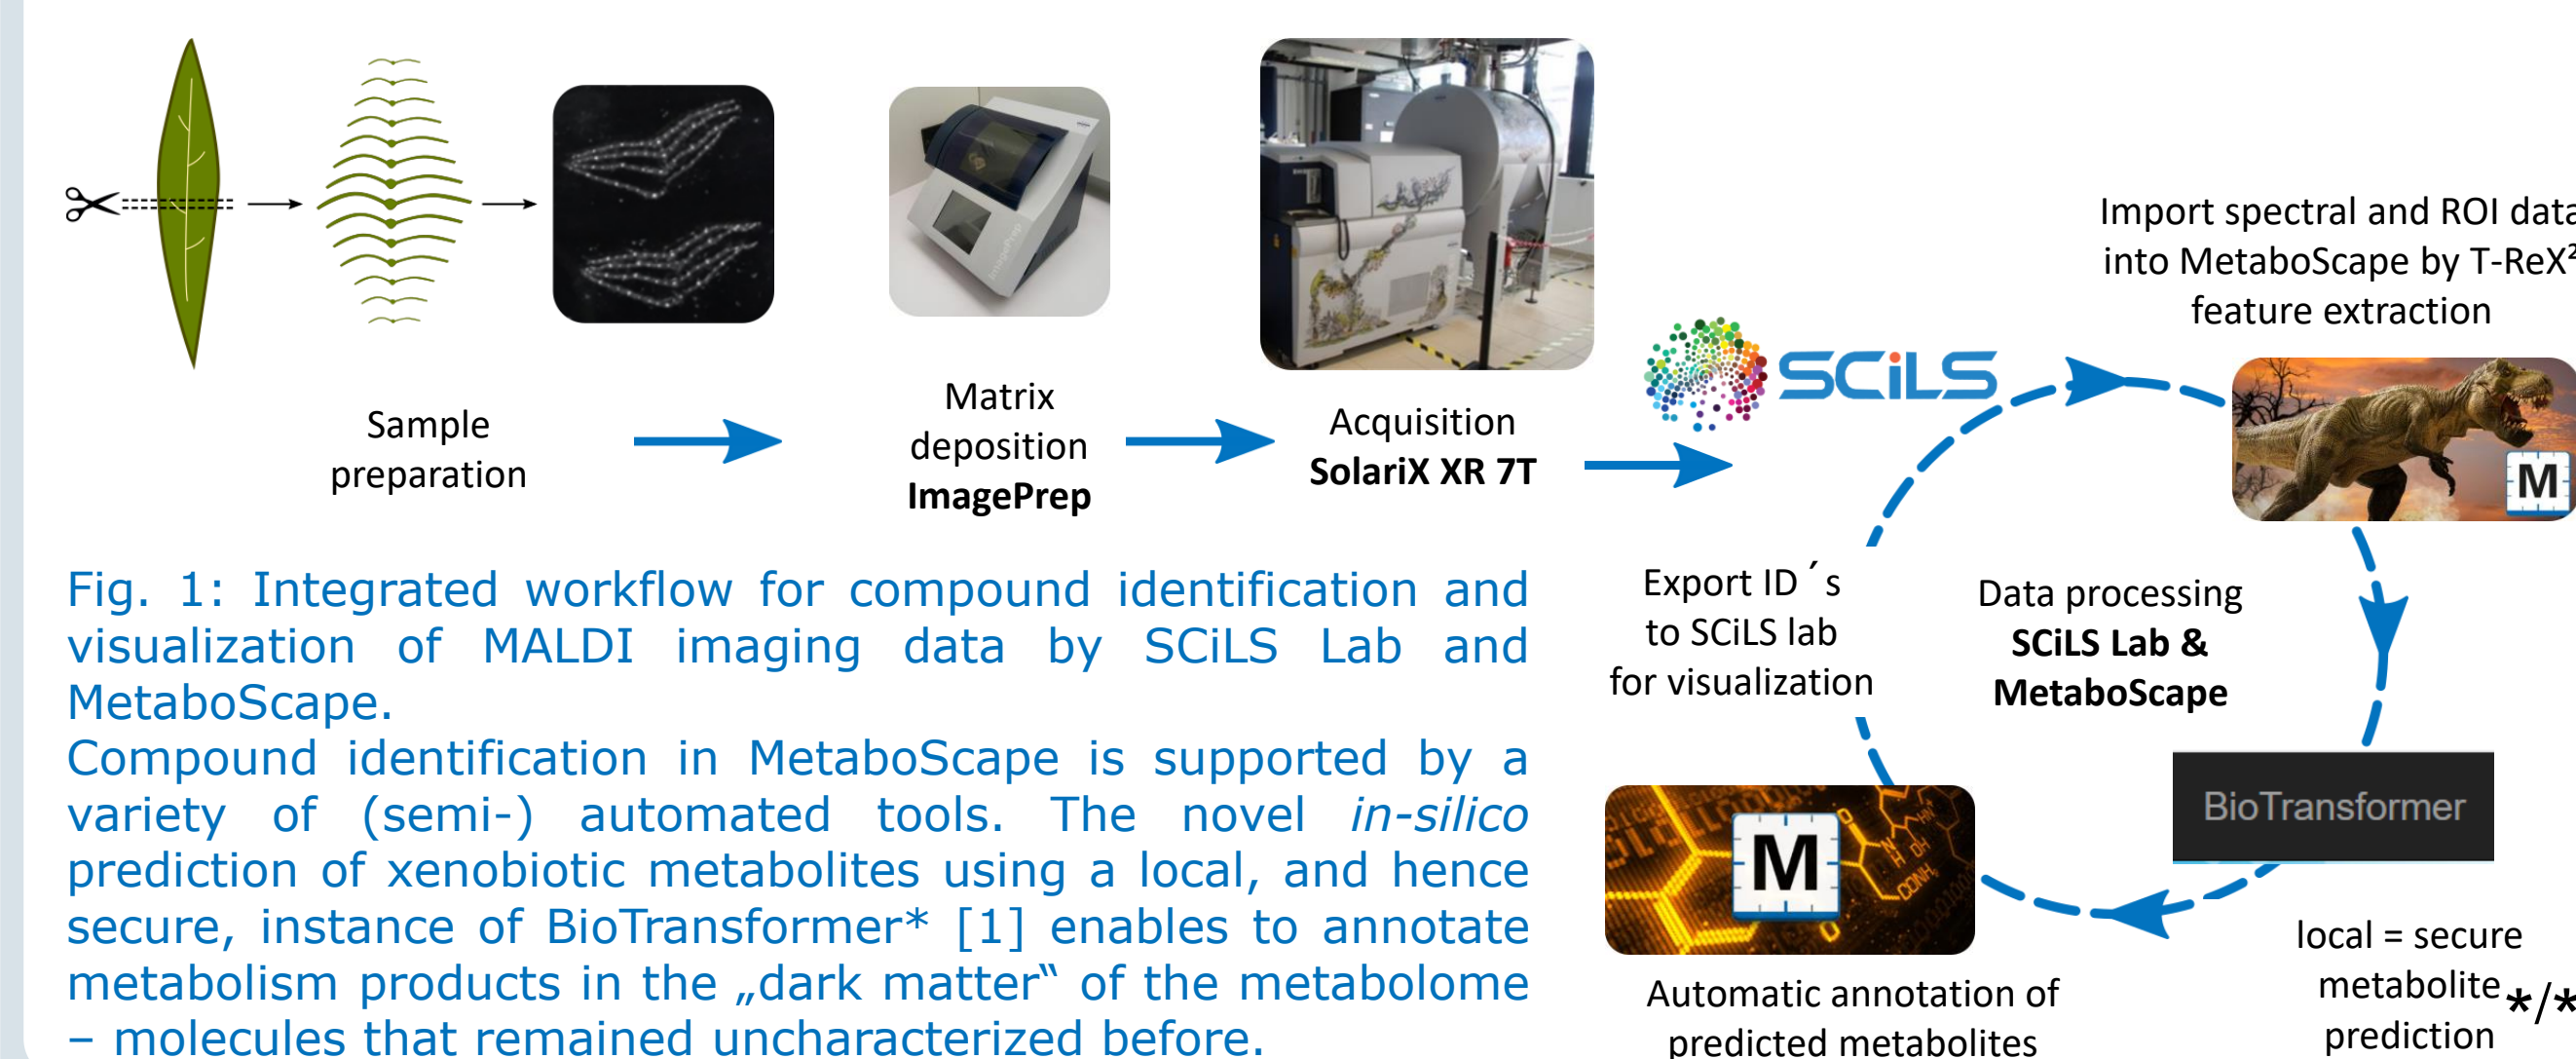 Sample
preparation
Matrix
deposition
ImagePrep
Acquisition
SolariX XR 7T
SCiLS
Import spectral and ROI data
into MetaboScape by T-ReX²
feature extraction
M
Export ID´s
to SCiLS lab
for visualization
Data processing
SCiLS Lab &
MetaboScape
BioTransformer
M
local = secure
metabolite
prediction
*/*
Automatic annotation of
predicted metabolites
Fig. 1: Integrated workflow for compound identification and
visualization of MALDI imaging data by SCiLS Lab and
MetaboScape.
Compound identification in MetaboScape is supported by a
variety of (semi-) automated tools. The novel in-silico
prediction of xenobiotic metabolites using a local, and hence
secure, instance of BioTransformer* [1] enables to annotate
metabolism products in the „dark matter“ of the metabolome
– molecules that remained uncharacterized before.